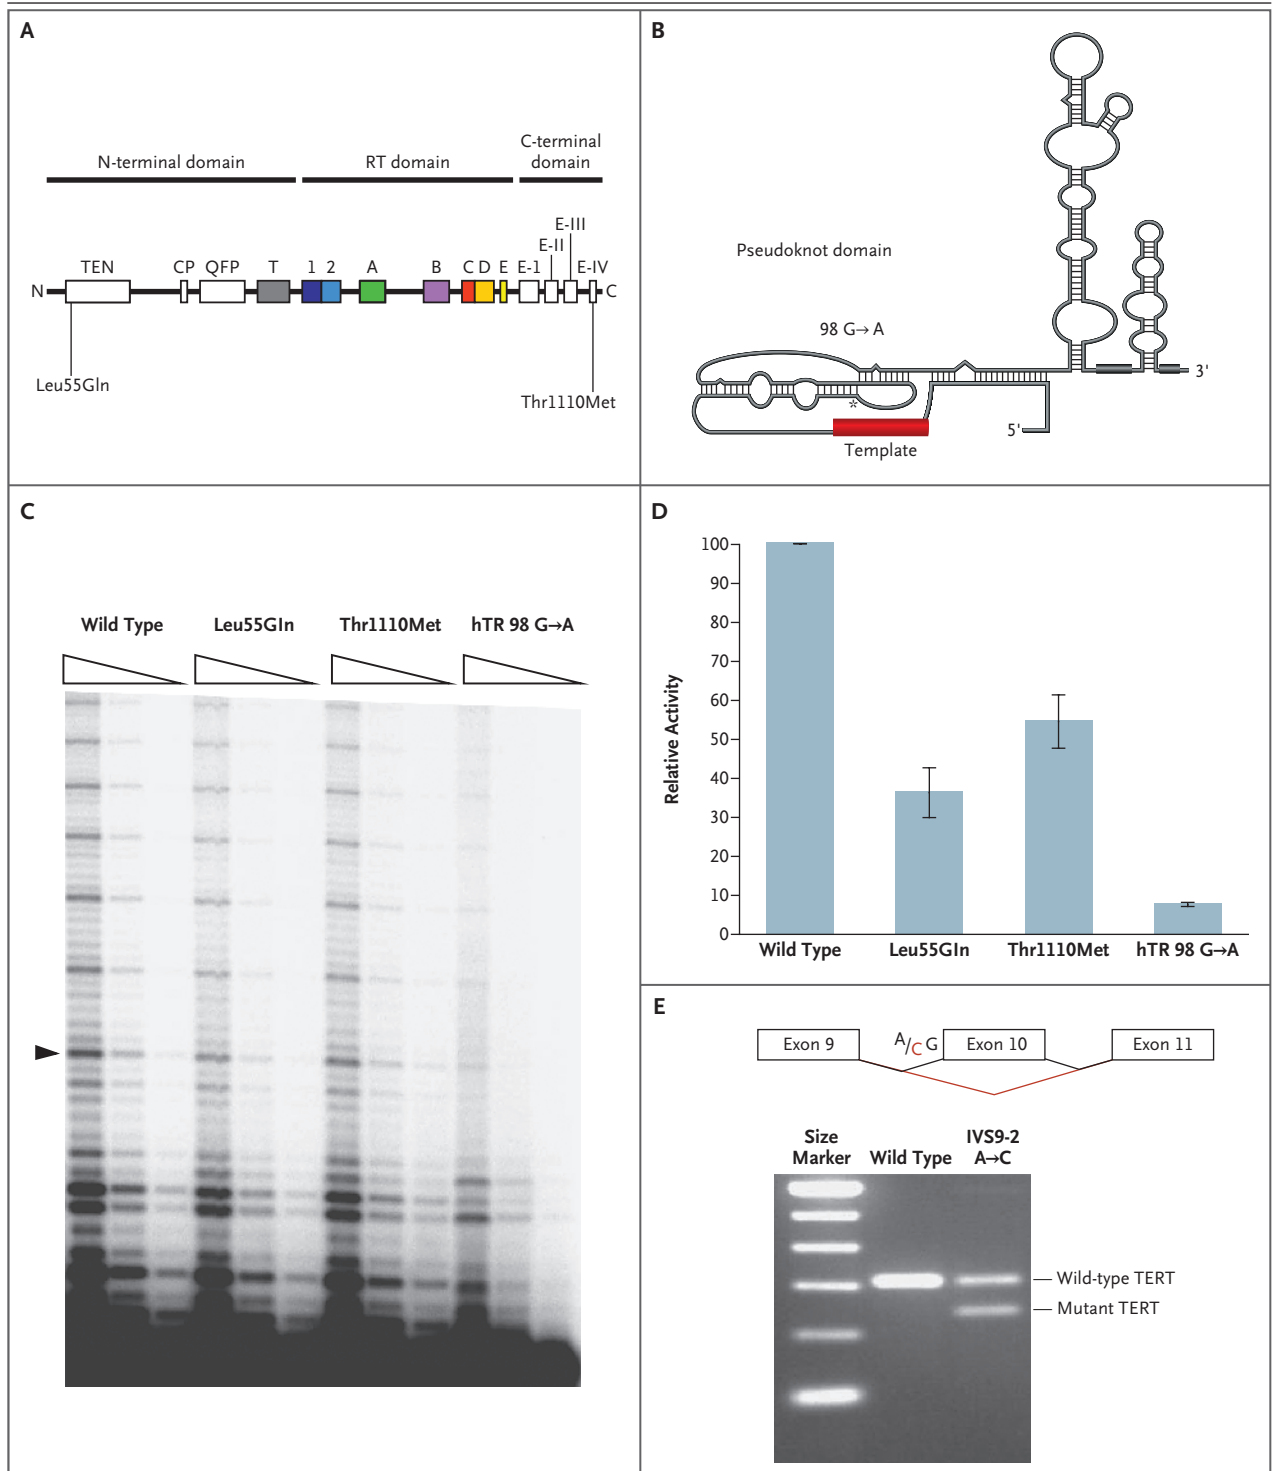 A
N-terminal domain
RT domain
C-terminal
domain
E-III
E-II
TEN
CP
QFP
T
1
2
A
B
C
D
E
E-1
E-IV
N
C
Leu55Gln
Thr1110Met
B
Pseudoknot domain
98 G→A
*
Template
5'
3'
C
Wild Type
Leu55Gln
Thr1110Met
hTR 98 G→A
D
Relative Activity
100
90
80
70
60
50
40
30
20
10
0
Wild Type
Leu55Gln
Thr1110Met
hTR 98 G→A
E
Exon 9
A/C G
Exon 10
Exon 11
Size
Marker
Wild Type
IVS9-2
A→C
Wild-type TERT
Mutant TERT